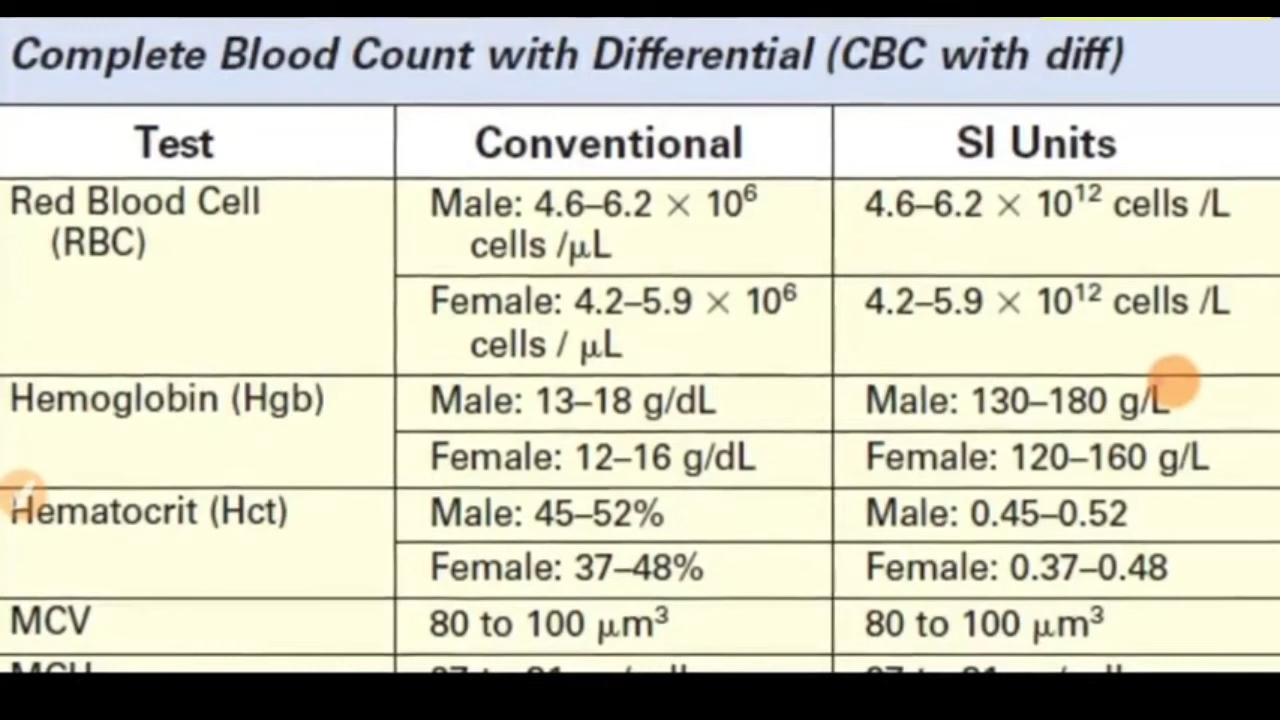 Complete Blood Count with Differential (CBC with diff)
Test Conventional SI Units
Red Blood Cell Male: 4.6–6.2 × 10⁶ 4.6–6.2 × 10¹² cells /L
(RBC) cells /μL
Female: 4.2–5.9 × 10⁶ 4.2–5.9 × 10¹² cells /L
cells / μL
Hemoglobin (Hgb) Male: 13–18 g/dL Male: 130–180 g/L
Female: 12–16 g/dL Female: 120–160 g/L
Hematocrit (Hct) Male: 45–52% Male: 0.45–0.52
Female: 37–48% Female: 0.37–0.48
MCV 80 to 100 μm³ 80 to 100 μm³